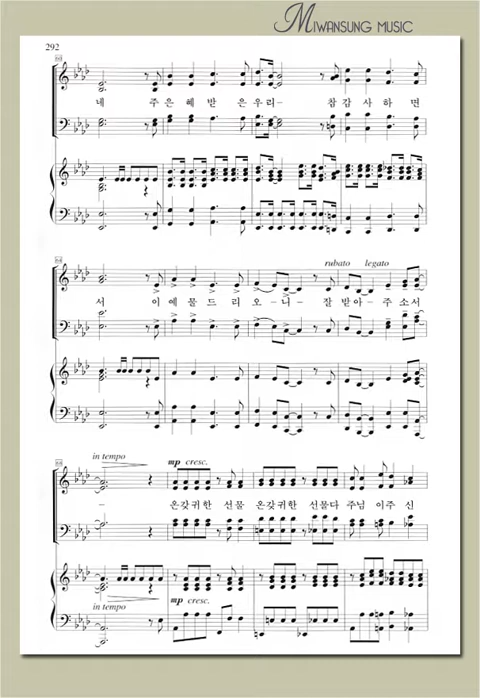 MIWANSUNG MUSIC
292
네 주은혜받은우리- 참감사하면
rubato legato
서 이예물드리오-니- 잘받아-주소서
in tempo
mp cresc.
- 온갖귀한 선물 온갖귀한 선물다 주님 이주신
mp cresc.
in tempo